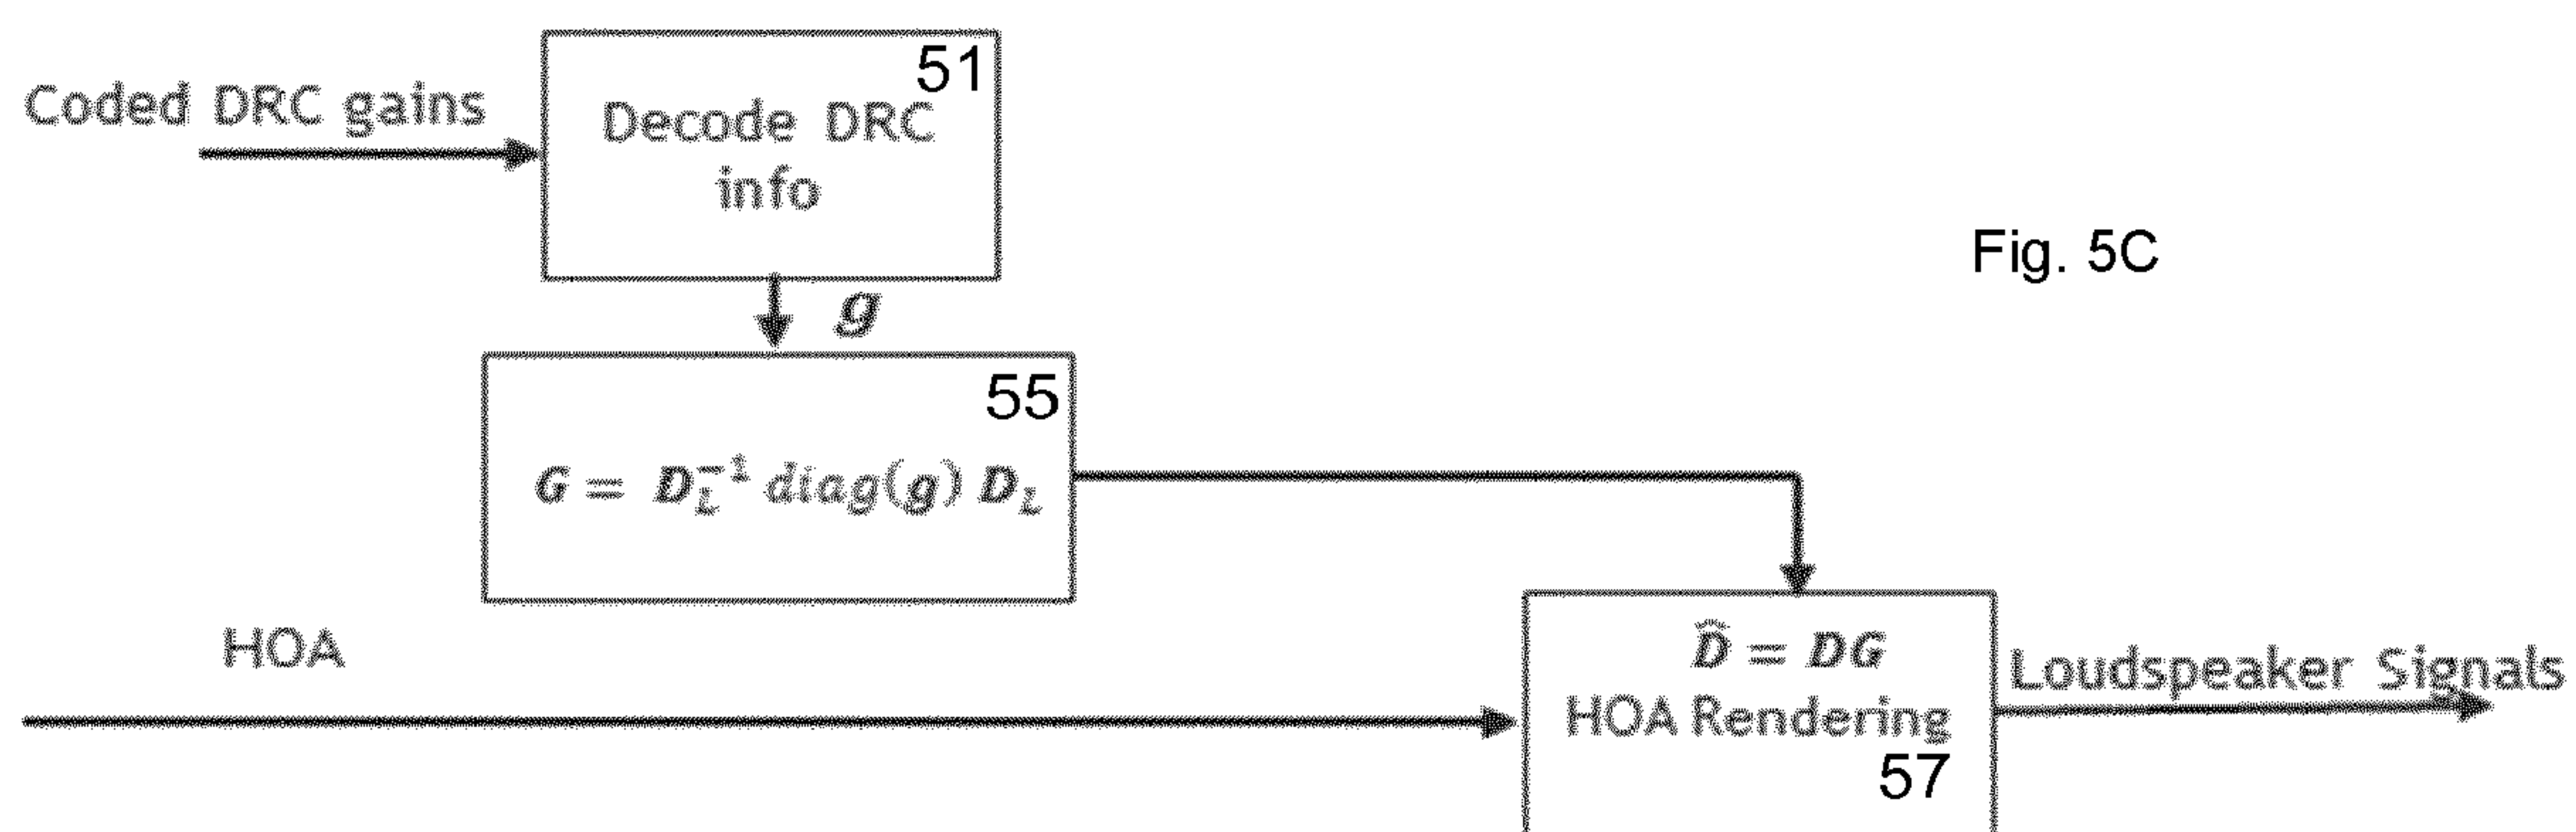 51
Coded DRC gains
Decode DRC
info
Fig. 5C
g
55
G = D_L^{-1} diag(g) D_L
HOA
D̂ = DG
Loudspeaker Signals
HOA Rendering
57